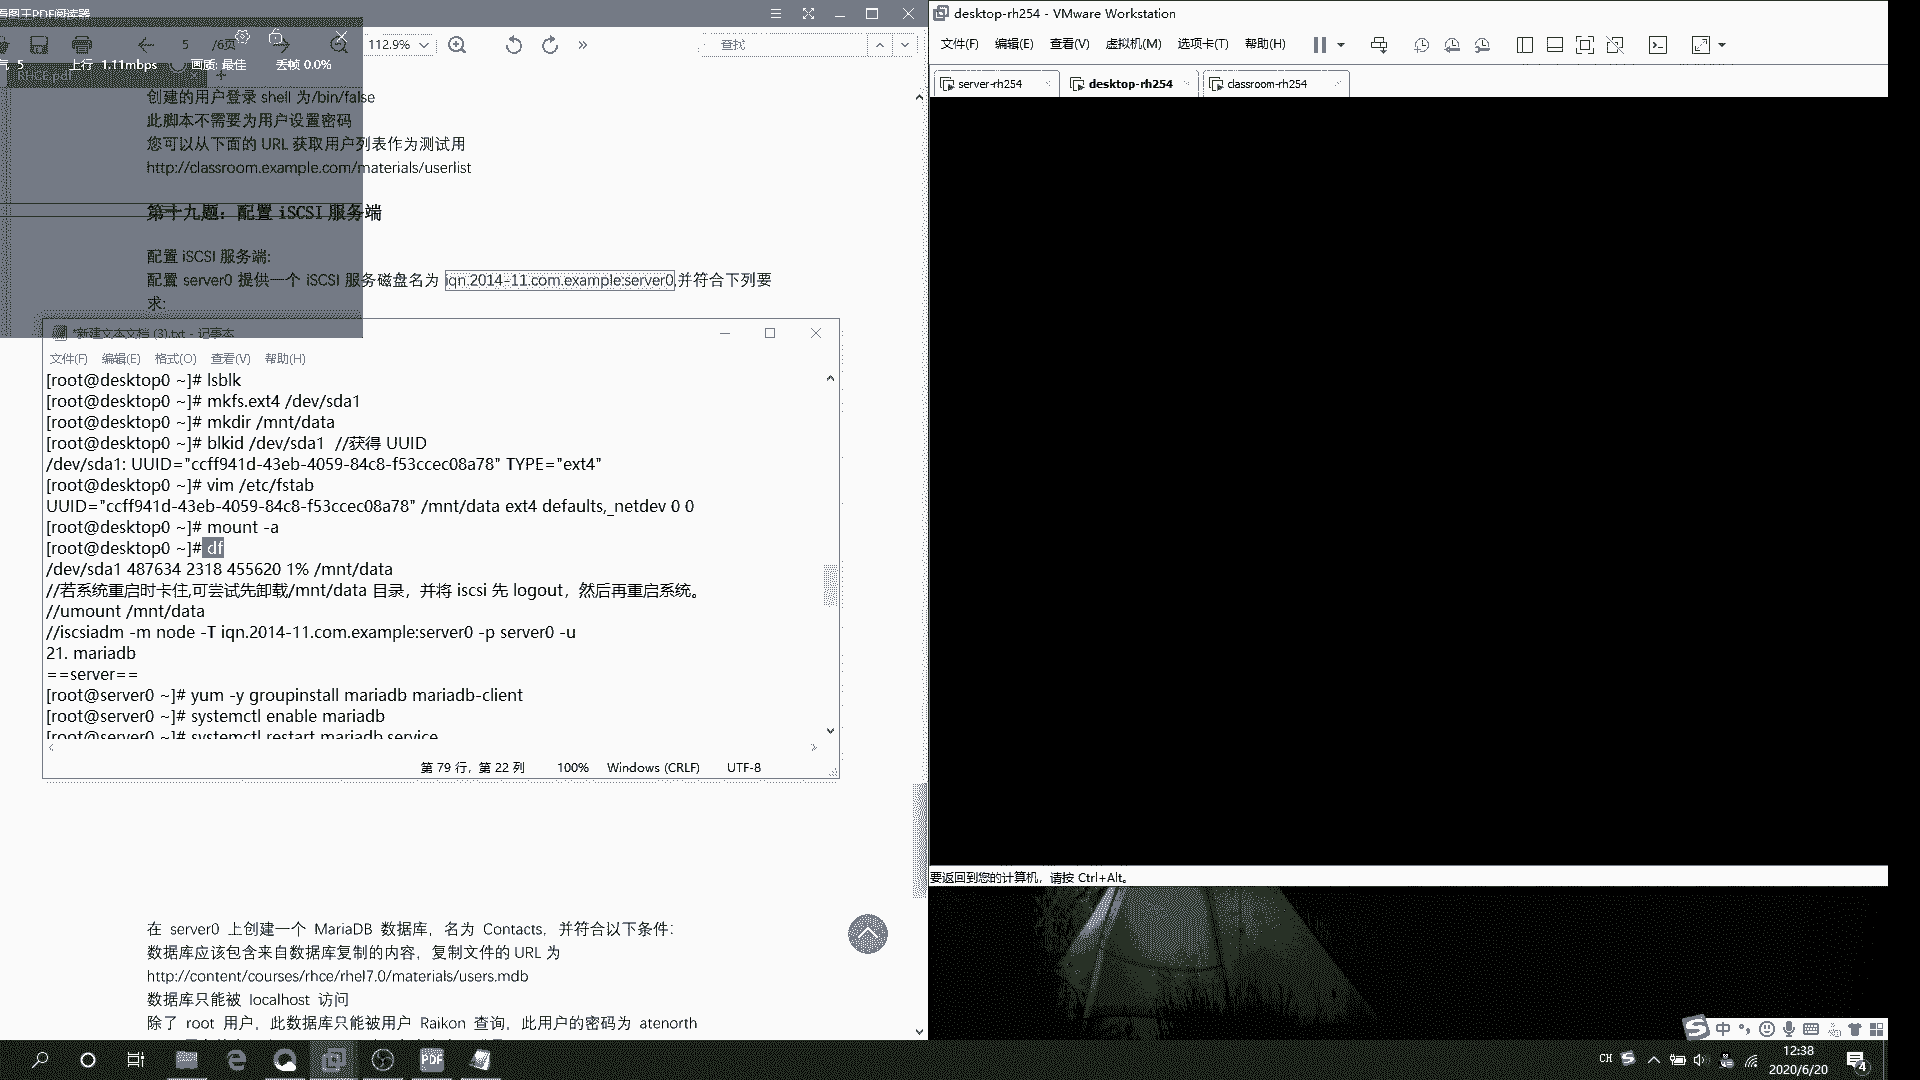 看图王PDF阅读器
5 /6页
112.9%
查找
5 上行 1.11mbps 画质: 最佳 丢帧 0.0%
RHCE.pdf
创建的用户登录 shell 为/bin/false
此脚本不需要为用户设置密码
您可以从下面的 URL 获取用户列表作为测试用
http://classroom.example.com/materials/userlist
第十九题：配置 iSCSI 服务端
配置 iSCSI 服务端:
配置 server0 提供一个 iSCSI 服务磁盘名为 iqn.2014-11.com.example:server0,并符合下列要
求:
*新建文本文档 (3).txt - 记事本
文件(F) 编辑(E) 格式(O) 查看(V) 帮助(H)
[root@desktop0 ~]# lsblk
[root@desktop0 ~]# mkfs.ext4 /dev/sda1
[root@desktop0 ~]# mkdir /mnt/data
[root@desktop0 ~]# blkid /dev/sda1 //获得 UUID
/dev/sda1: UUID="ccff941d-43eb-4059-84c8-f53ccec08a78" TYPE="ext4"
[root@desktop0 ~]# vim /etc/fstab
UUID="ccff941d-43eb-4059-84c8-f53ccec08a78" /mnt/data ext4 defaults,_netdev 0 0
[root@desktop0 ~]# mount -a
[root@desktop0 ~]# df
/dev/sda1 487634 2318 455620 1% /mnt/data
//若系统重启时卡住,可尝试先卸载/mnt/data 目录，并将 iscsi 先 logout，然后再重启系统。
//umount /mnt/data
//iscsiadm -m node -T iqn.2014-11.com.example:server0 -p server0 -u
21. mariadb
==server==
[root@server0 ~]# yum -y groupinstall mariadb mariadb-client
[root@server0 ~]# systemctl enable mariadb
[root@server0 ~]# systemctl restart mariadb.service
第 79 行，第 22 列 100% Windows (CRLF) UTF-8
在 server0 上创建一个 MariaDB 数据库，名为 Contacts，并符合以下条件：
数据库应该包含来自数据库复制的内容，复制文件的 URL 为
http://content/courses/rhce/rhel7.0/materials/users.mdb
数据库只能被 localhost 访问
除了 root 用户，此数据库只能被用户 Raikon 查询，此用户的密码为 atenorth
desktop-rh254 - VMware Workstation
文件(F) 编辑(E) 查看(V) 虚拟机(M) 选项卡(T) 帮助(H)
server-rh254 desktop-rh254 classroom-rh254
要返回到您的计算机，请按 Ctrl+Alt。
中
PDF
CH
12:38
2020/6/20
4